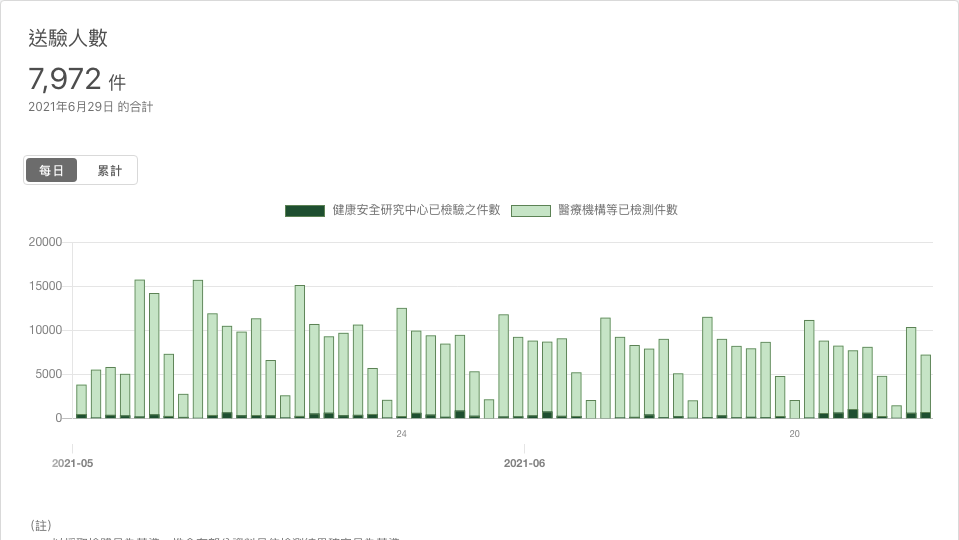 送驗人數
7,972 件
2021年6月29日 的合計
每日 累計
健康安全研究中心已檢驗之件數 醫療機構等已檢測件數
20000
15000
10000
5000
0
24 20
2021-05 2021-06
(註)